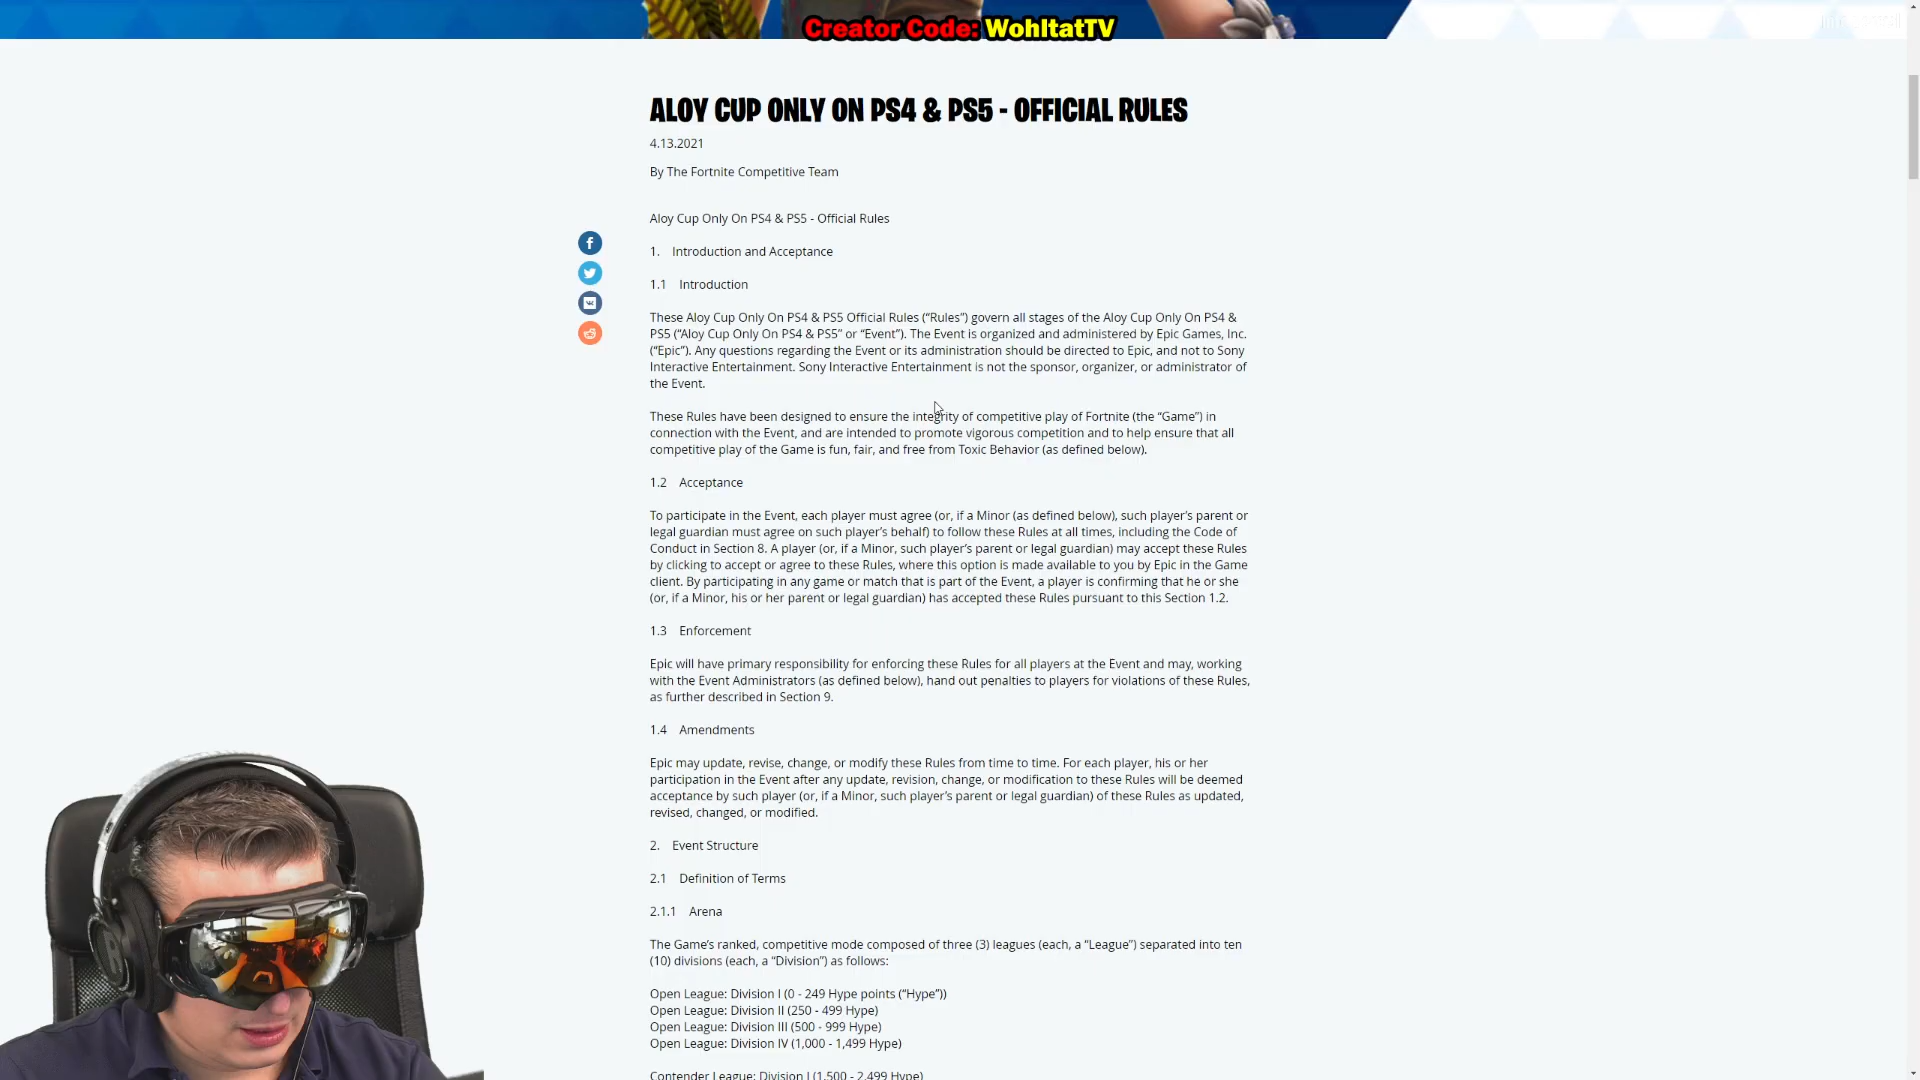 Creator Code: WohltatTV
ALOY CUP ONLY ON PS4 & PS5 - OFFICIAL RULES
4.13.2021
By The Fortnite Competitive Team
Aloy Cup Only On PS4 & PS5 - Official Rules
1. Introduction and Acceptance
1.1 Introduction
These Aloy Cup Only On PS4 & PS5 Official Rules (“Rules”) govern all stages of the Aloy Cup Only On PS4 &
PS5 (“Aloy Cup Only On PS4 & PS5” or “Event”). The Event is organized and administered by Epic Games, Inc.
(“Epic”). Any questions regarding the Event or its administration should be directed to Epic, and not to Sony
Interactive Entertainment. Sony Interactive Entertainment is not the sponsor, organizer, or administrator of
the Event.
These Rules have been designed to ensure the integrity of competitive play of Fortnite (the “Game”) in
connection with the Event, and are intended to promote vigorous competition and to help ensure that all
competitive play of the Game is fun, fair, and free from Toxic Behavior (as defined below).
1.2 Acceptance
To participate in the Event, each player must agree (or, if a Minor (as defined below), such player’s parent or
legal guardian must agree on such player’s behalf) to follow these Rules at all times, including the Code of
Conduct in Section 8. A player (or, if a Minor, such player’s parent or legal guardian) may accept these Rules
by clicking to accept or agree to these Rules, where this option is made available to you by Epic in the Game
client. By participating in any game or match that is part of the Event, a player is confirming that he or she
(or, if a Minor, his or her parent or legal guardian) has accepted these Rules pursuant to this Section 1.2.
1.3 Enforcement
Epic will have primary responsibility for enforcing these Rules for all players at the Event and may, working
with the Event Administrators (as defined below), hand out penalties to players for violations of these Rules,
as further described in Section 9.
1.4 Amendments
Epic may update, revise, change, or modify these Rules from time to time. For each player, his or her
participation in the Event after any update, revision, change, or modification to these Rules will be deemed
acceptance by such player (or, if a Minor, such player’s parent or legal guardian) of these Rules as updated,
revised, changed, or modified.
2. Event Structure
2.1 Definition of Terms
2.1.1 Arena
The Game’s ranked, competitive mode composed of three (3) leagues (each, a “League”) separated into ten
(10) divisions (each, a “Division”) as follows:
Open League: Division I (0 - 249 Hype points (“Hype”))
Open League: Division II (250 - 499 Hype)
Open League: Division III (500 - 999 Hype)
Open League: Division IV (1,000 - 1,499 Hype)
Contender League: Division I (1,500 - 2,499 Hype)